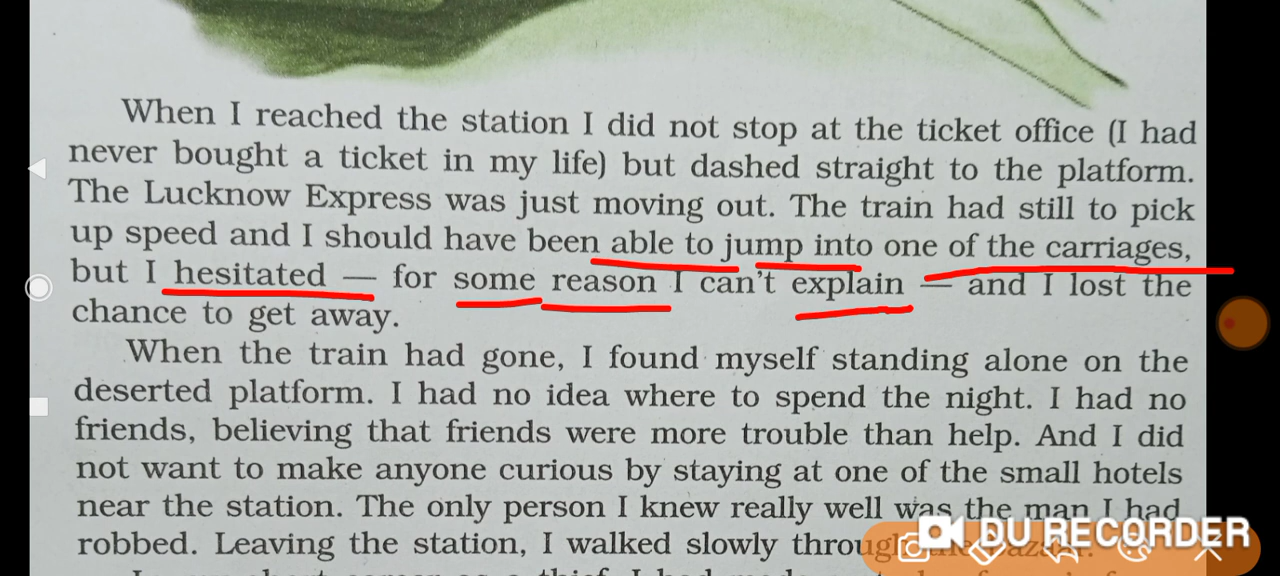 When I reached the station I did not stop at the ticket office (I had
never bought a ticket in my life) but dashed straight to the platform.
The Lucknow Express was just moving out. The train had still to pick
up speed and I should have been able to jump into one of the carriages,
but I hesitated — for some reason I can't explain — and I lost the
chance to get away.
When the train had gone, I found myself standing alone on the
deserted platform. I had no idea where to spend the night. I had no
friends, believing that friends were more trouble than help. And I did
not want to make anyone curious by staying at one of the small hotels
near the station. The only person I knew really well was the man I had
robbed. Leaving the station, I walked slowly through
DU RECORDER